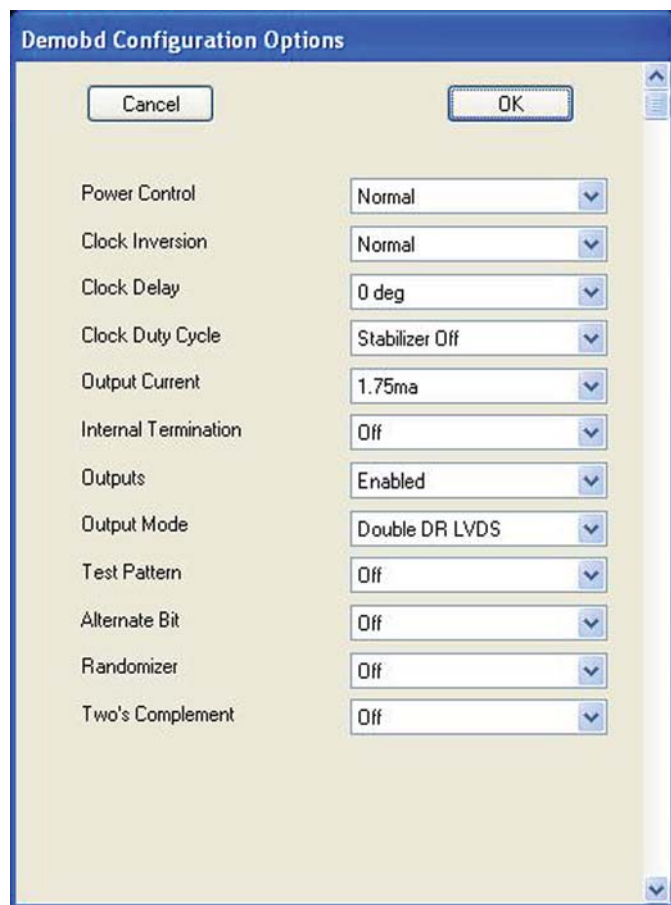 Demobd Configuration Options
Cancel OK
Power Control Normal
Clock Inversion Normal
Clock Delay 0 deg
Clock Duty Cycle Stabilizer Off
Output Current 1.75ma
Internal Termination Off
Outputs Enabled
Output Mode Double DR LVDS
Test Pattern Off
Alternate Bit Off
Randomizer Off
Two's Complement Off